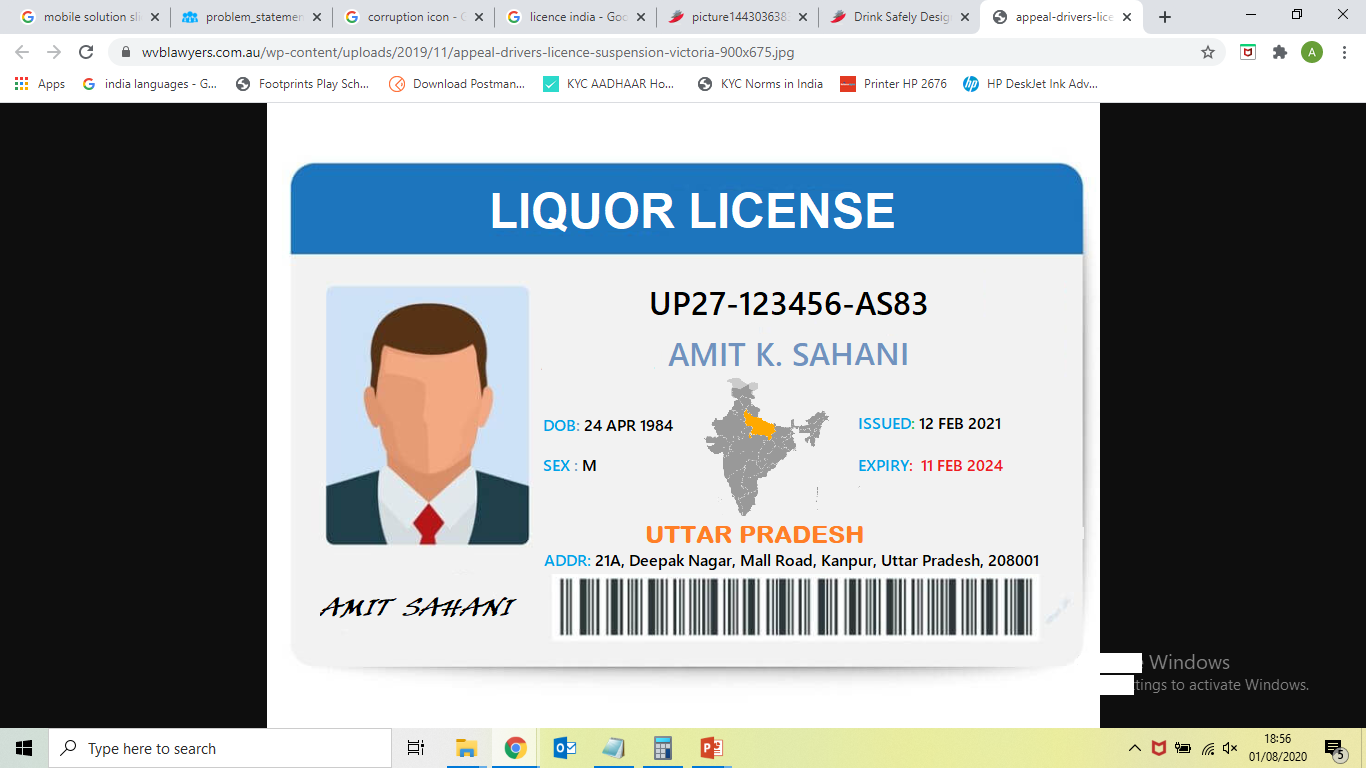 mobile solution sli
problem_statemen
corruption icon - G
licence india - Goo
picture1443036383
Drink Safely Desig
appeal-drivers-lice
wvblawyers.com.au/wp-content/uploads/2019/11/appeal-drivers-licence-suspension-victoria-900x675.jpg
A
Apps
india languages - G...
Footprints Play Sch...
Download Postman...
KYC AADHAAR Ho...
KYC Norms in India
Printer HP 2676
HP DeskJet Ink Adv...
LIQUOR LICENSE
UP27-123456-AS83
AMIT K. SAHANI
DOB: 24 APR 1984
ISSUED: 12 FEB 2021
SEX : M
EXPIRY: 11 FEB 2024
UTTAR PRADESH
ADDR: 21A, Deepak Nagar, Mall Road, Kanpur, Uttar Pradesh, 208001
AMIT SAHANI
Windows
tings to activate Windows.
Type here to search
18:56
01/08/2020
5